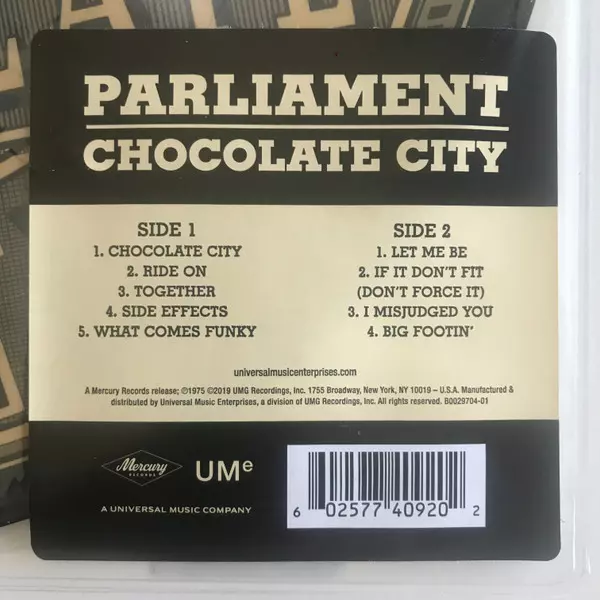 PARLIAMENT
CHOCOLATE CITY
SIDE 1
1. CHOCOLATE CITY
2. RIDE ON
3. TOGETHER
4. SIDE EFFECTS
5. WHAT COMES FUNKY
SIDE 2
1. LET ME BE
2. IF IT DON'T FIT
(DON'T FORCE IT)
3. I MISJUDGED YOU
4. BIG FOOTIN'
universalmusicenterprises.com
A Mercury Records release; ℗1975 ©2019 UMG Recordings, Inc. 1755 Broadway, New York, NY 10019 – U.S.A. Manufactured &
distributed by Universal Music Enterprises, a division of UMG Recordings, Inc. All rights reserved. B0029704-01
Mercury
RECORDS
UMe
A UNIVERSAL MUSIC COMPANY
6 02577 40920 2